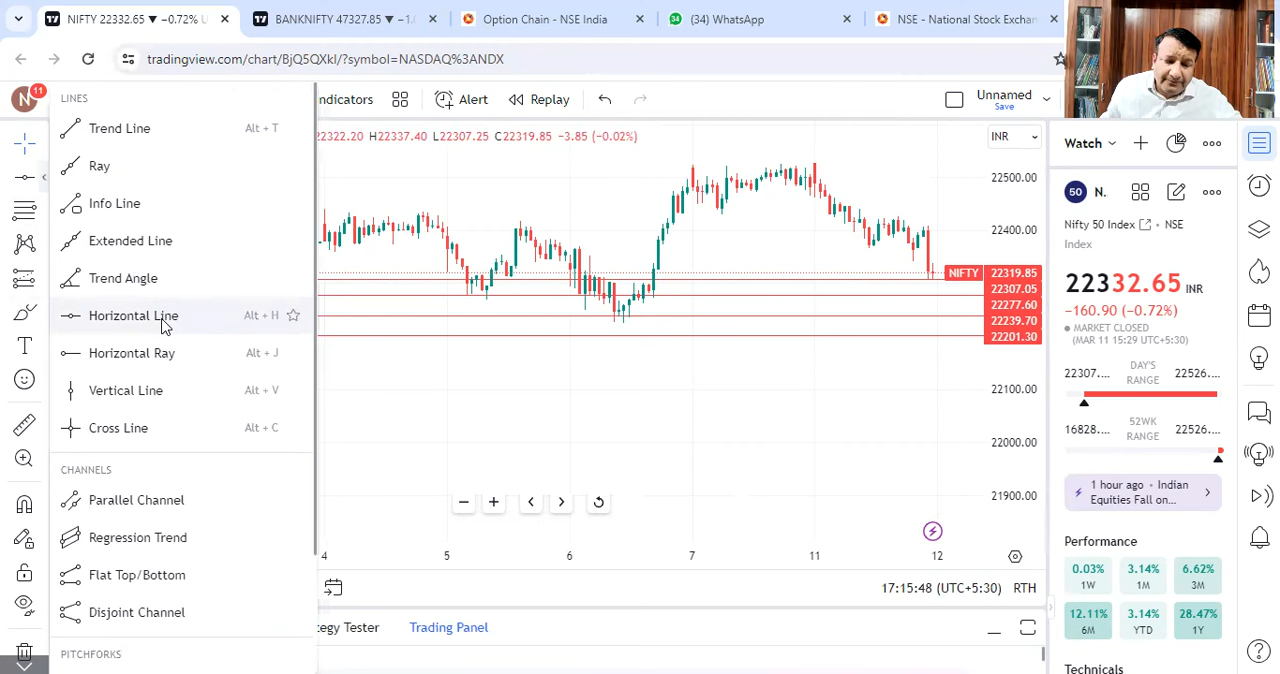 NIFTY 22332.65 ▼ −0.72% U
BANKNIFTY 47327.85 ▼ −1.
Option Chain - NSE India
(34) WhatsApp
NSE - National Stock Exchan
tradingview.com/chart/BjQ5QXkI/?symbol=NASDAQ%3ANDX
N
11
ndicators
Alert
Replay
Unnamed
Save
LINES
Trend Line Alt + T
Ray
Info Line
Extended Line
Trend Angle
Horizontal Line Alt + H
Horizontal Ray Alt + J
Vertical Line Alt + V
Cross Line Alt + C
CHANNELS
Parallel Channel
Regression Trend
Flat Top/Bottom
Disjoint Channel
PITCHFORKS
22322.20 H22337.40 L22307.25 C22319.85 −3.85 (−0.02%)
INR
22500.00
22400.00
NIFTY 22319.85
22307.05
22277.60
22239.70
22201.30
22100.00
22000.00
21900.00
4 5 6 7 11 12
17:15:48 (UTC+5:30) RTH
tegy Tester
Trading Panel
Watch
50 N.
Nifty 50 Index • NSE
Index
22332.65 INR
−160.90 (−0.72%)
● MARKET CLOSED
(MAR 11 15:29 UTC+5:30)
22307.... DAY'S RANGE 22526....
16828.... 52WK RANGE 22526....
1 hour ago • Indian
Equities Fall on...
Performance
0.03% 3.14% 6.62%
1W 1M 3M
12.11% 3.14% 28.47%
6M YTD 1Y
Technicals